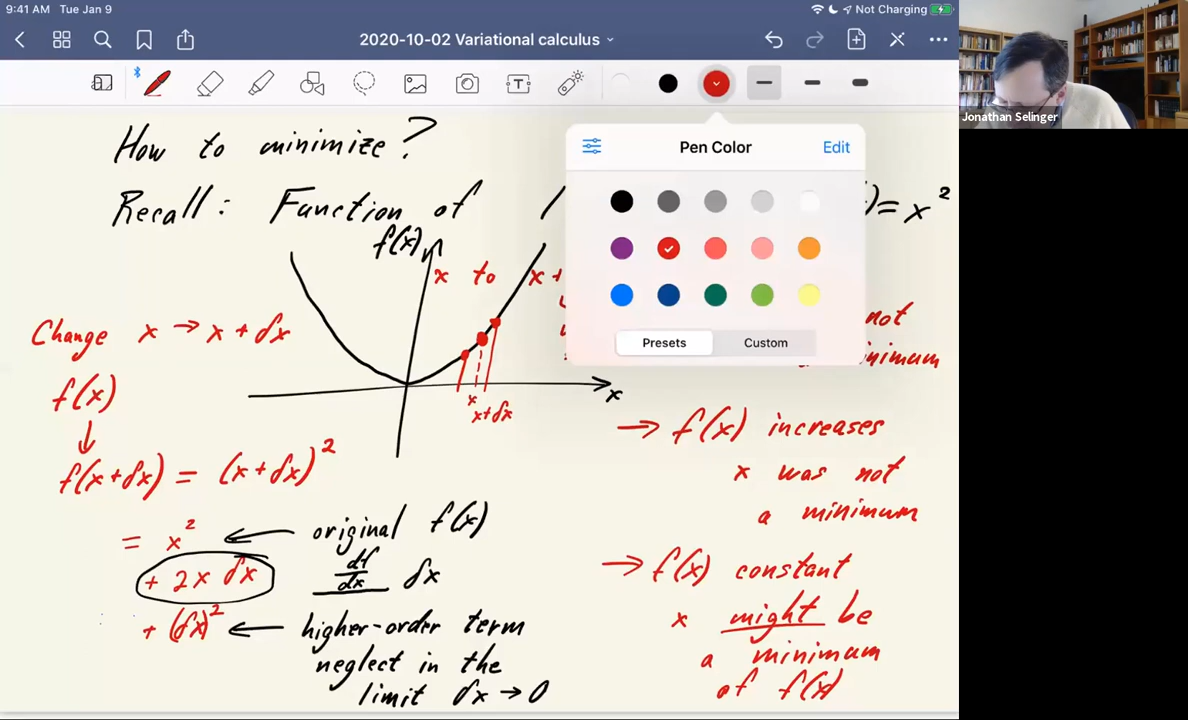 9:41 AM Tue Jan 9
Not Charging
2020-10-02 Variational calculus
Jonathan Selinger
Pen Color
Edit
Presets
Custom
How to minimize?
Recall: Function of
)=x²
f(x)
x to x+
x
x
x+δx
Change x → x+δx
f(x)
↓
f(x+δx) = (x+δx)²
= x² ← original f(x)
+ 2x δx df/dx δx
+ (δx)² ← higher-order term
neglect in the
limit δx → 0
not
→ f(x) increases
x was not
a minimum
→ f(x) constant
x might be
a minimum
of f(x)